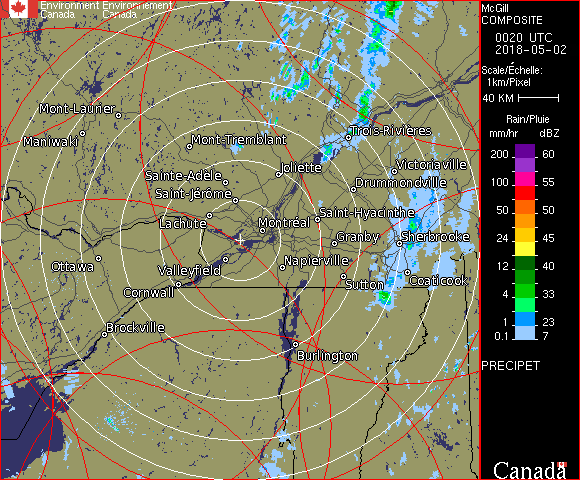 Environment Environnement
Canada Canada
Mont-Laurier
Maniwaki
Mont-Tremblant
Trois-Rivières
Joliette
Victoriaville
Sainte-Adèle
Drummondville
Saint-Jérôme
Saint-Hyacinthe
Lachute
Montréal
Granby
Sherbrooke
Ottawa
Valleyfield
Napierville
Cornwall
Sutton
Coaticook
Brockville
Burlington
McGill
COMPOSITE
0020 UTC
2018-05-02
Scale/Échelle:
1km/Pixel
40 KM
Rain/Pluie
mm/hr dBZ
200 60
100 55
50 50
24 45
12 40
4 33
1 23
0.1 7
PRECIPET
Canada